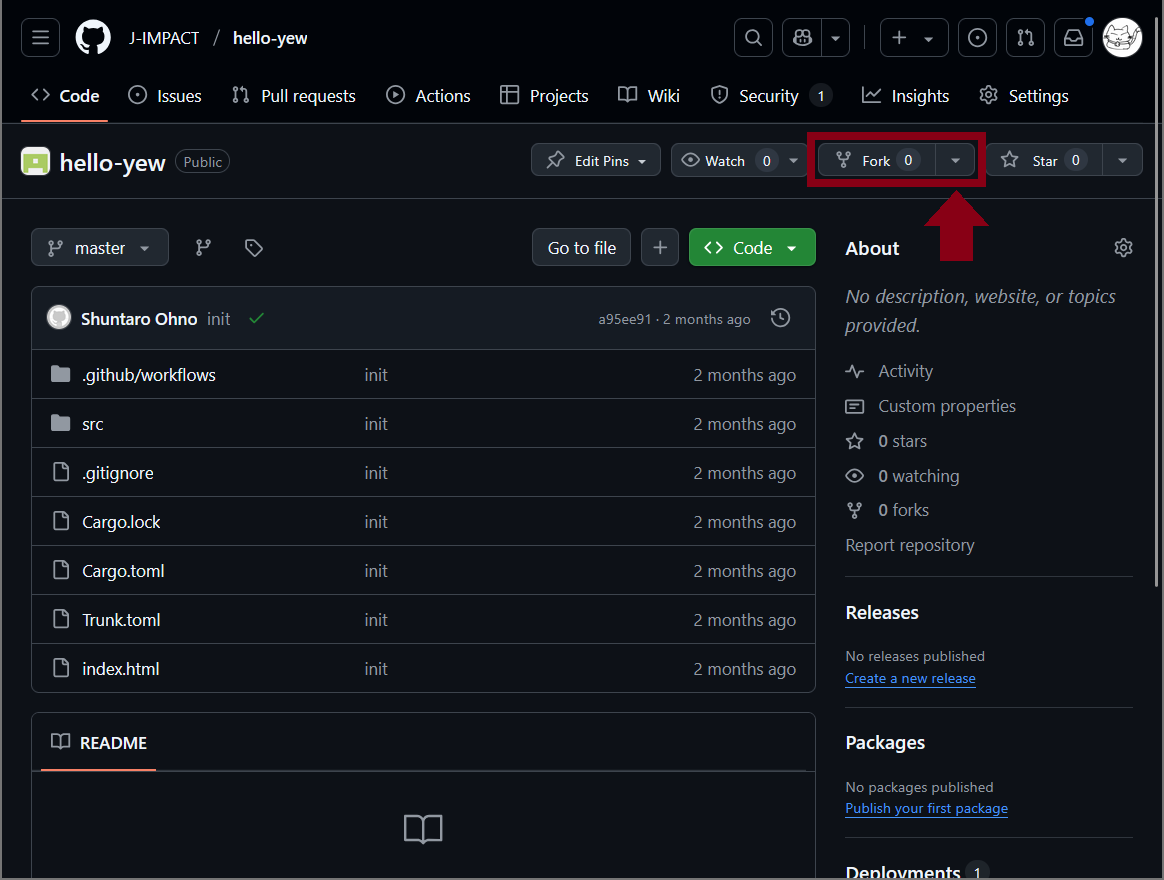 J-IMPACT / hello-yew
Code Issues Pull requests Actions Projects Wiki Security 1 Insights Settings
hello-yew Public Edit Pins Watch 0 Fork 0 Star 0
master Go to file Code
About
No description, website, or topics
provided.
Shuntaro Ohno init a95ee91 · 2 months ago
.github/workflows init 2 months ago
src init 2 months ago
.gitignore init 2 months ago
Cargo.lock init 2 months ago
Cargo.toml init 2 months ago
Trunk.toml init 2 months ago
index.html init 2 months ago
README
Activity
Custom properties
0 stars
0 watching
0 forks
Report repository
Releases
No releases published
Create a new release
Packages
No packages published
Publish your first package
Deployments 1